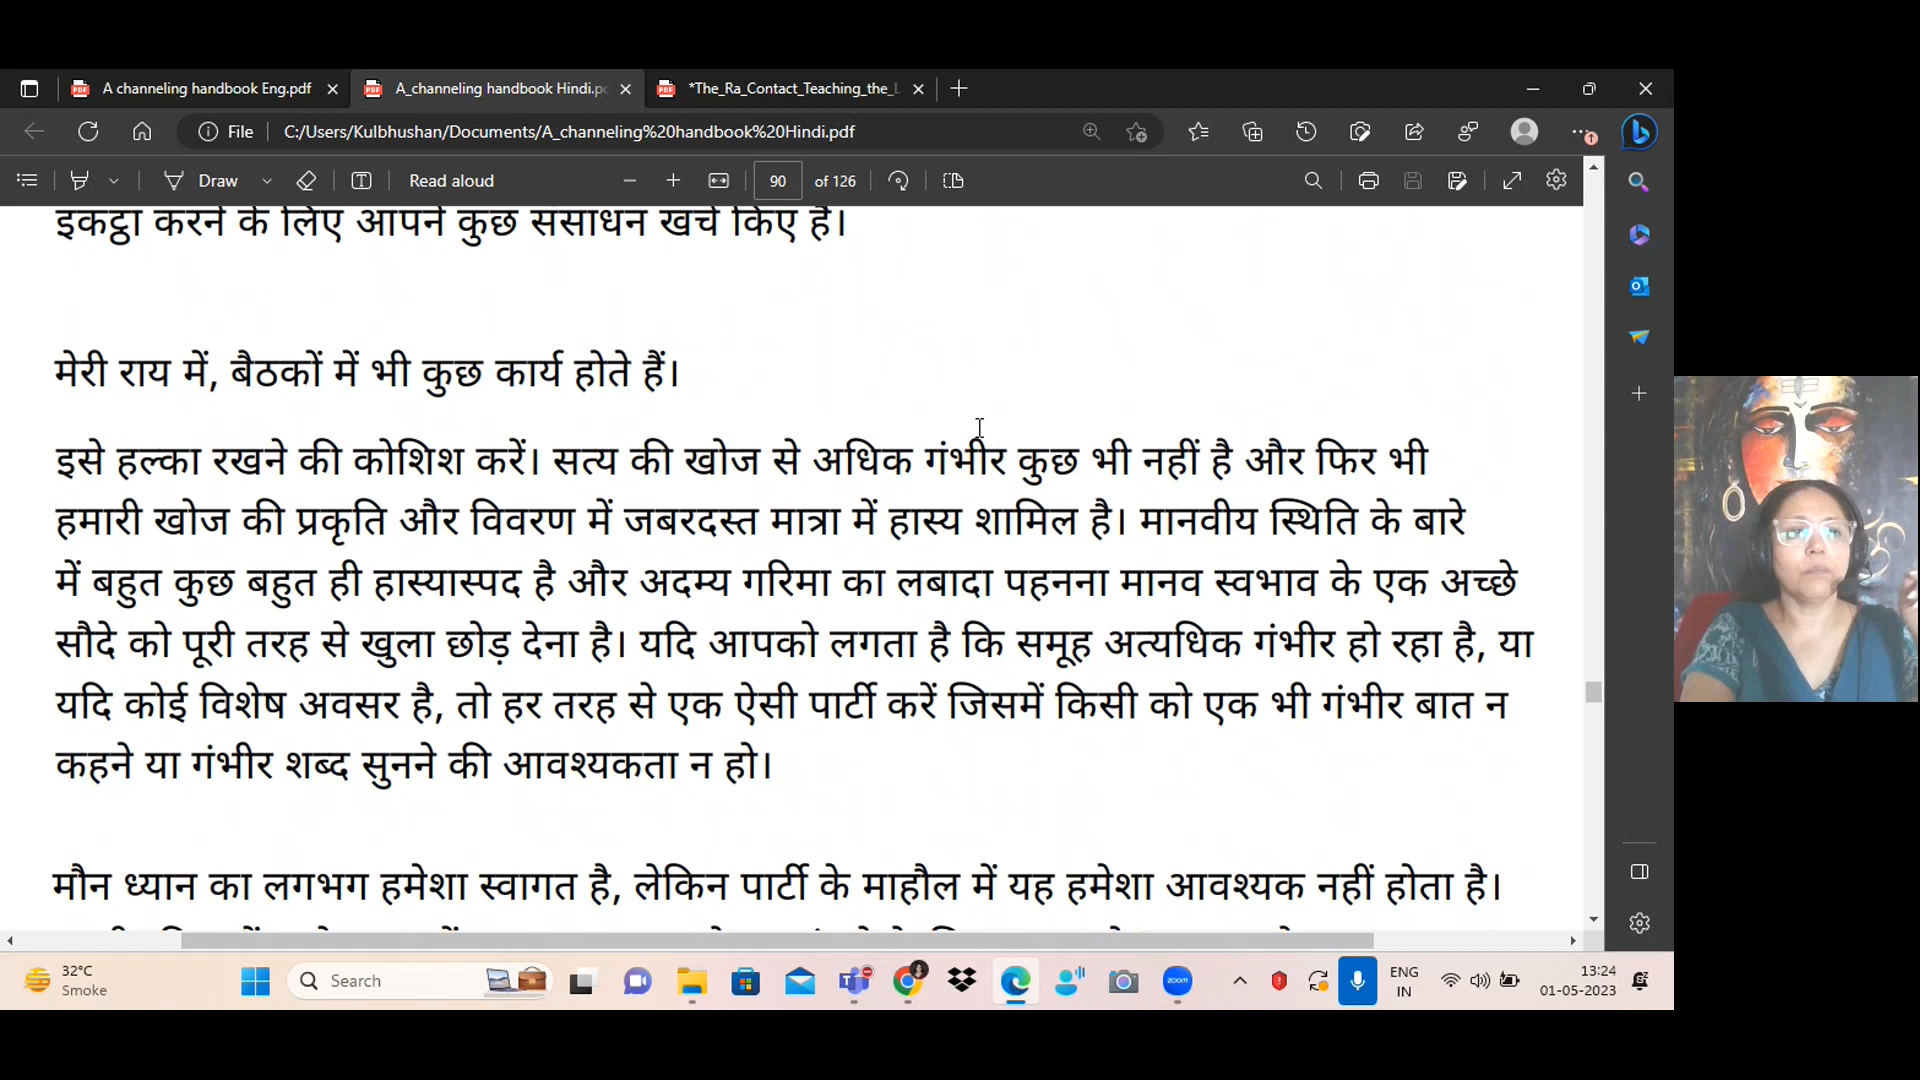 A channeling handbook Eng.pdf
A_channeling handbook Hindi.pd
*The_Ra_Contact_Teaching_the_L
File
C:/Users/Kulbhushan/Documents/A_channeling%20handbook%20Hindi.pdf
Draw
Read aloud
90
of 126
इकट्ठा करने के लिए आपने कुछ संसाधन खर्च किए हैं।
मेरी राय में, बैठकों में भी कुछ कार्य होते हैं।
इसे हल्का रखने की कोशिश करें। सत्य की खोज से अधिक गंभीर कुछ भी नहीं है और फिर भी
हमारी खोज की प्रकृति और विवरण में जबरदस्त मात्रा में हास्य शामिल है। मानवीय स्थिति के बारे
में बहुत कुछ बहुत ही हास्यास्पद है और अदम्य गरिमा का लबादा पहनना मानव स्वभाव के एक अच्छे
सौदे को पूरी तरह से खुला छोड़ देना है। यदि आपको लगता है कि समूह अत्यधिक गंभीर हो रहा है, या
यदि कोई विशेष अवसर है, तो हर तरह से एक ऐसी पार्टी करें जिसमें किसी को एक भी गंभीर बात न
कहने या गंभीर शब्द सुनने की आवश्यकता न हो।
मौन ध्यान का लगभग हमेशा स्वागत है, लेकिन पार्टी के माहौल में यह हमेशा आवश्यक नहीं होता है।
32°C
Smoke
Search
zoom
ENG
IN
13:24
01-05-2023